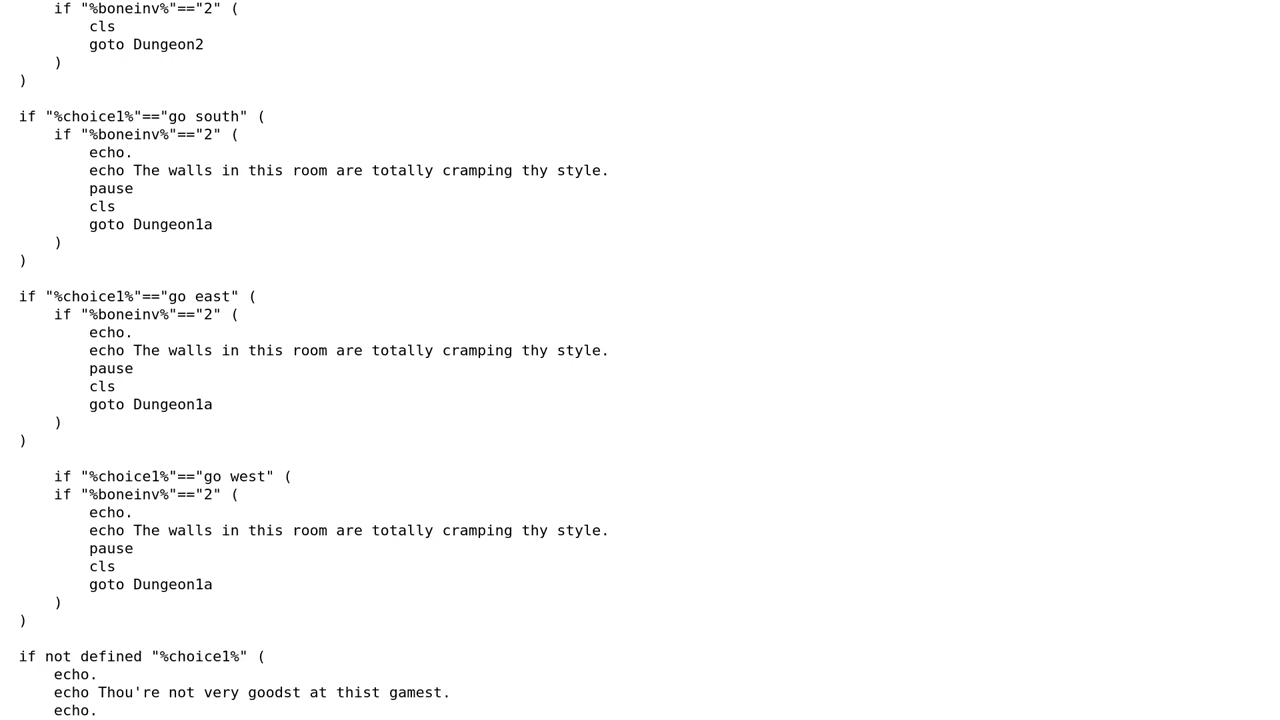 if "%boneinv%"=="2" (
        cls
        goto Dungeon2
    )
)

if "%choice1%"=="go south" (
    if "%boneinv%"=="2" (
        echo.
        echo The walls in this room are totally cramping thy style.
        pause
        cls
        goto Dungeon1a
    )
)

if "%choice1%"=="go east" (
    if "%boneinv%"=="2" (
        echo.
        echo The walls in this room are totally cramping thy style.
        pause
        cls
        goto Dungeon1a
    )
)

    if "%choice1%"=="go west" (
    if "%boneinv%"=="2" (
        echo.
        echo The walls in this room are totally cramping thy style.
        pause
        cls
        goto Dungeon1a
    )
)

if not defined "%choice1%" (
    echo.
    echo Thou're not very goodst at thist gamest.
    echo.